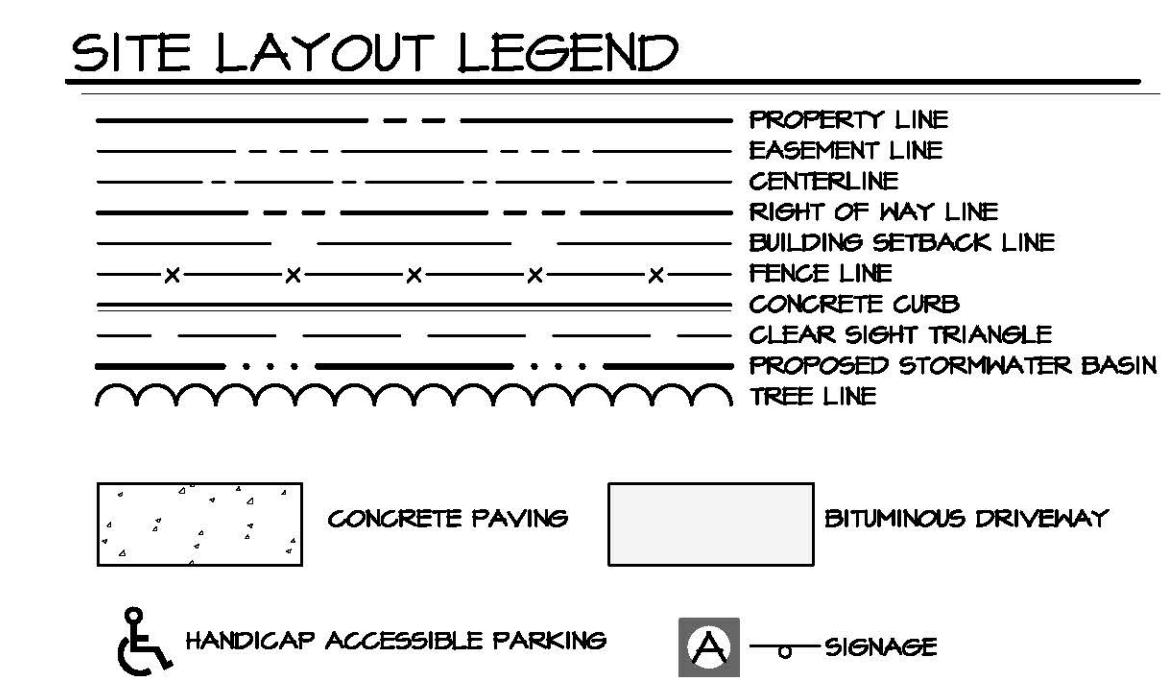 SITE LAYOUT LEGEND
PROPERTY LINE
EASEMENT LINE
CENTERLINE
RIGHT OF WAY LINE
BUILDING SETBACK LINE
FENCE LINE
CONCRETE CURB
CLEAR SIGHT TRIANGLE
PROPOSED STORMWATER BASIN
TREE LINE
CONCRETE PAVING
BITUMINOUS DRIVEWAY
HANDICAP ACCESSIBLE PARKING
A SIGNAGE